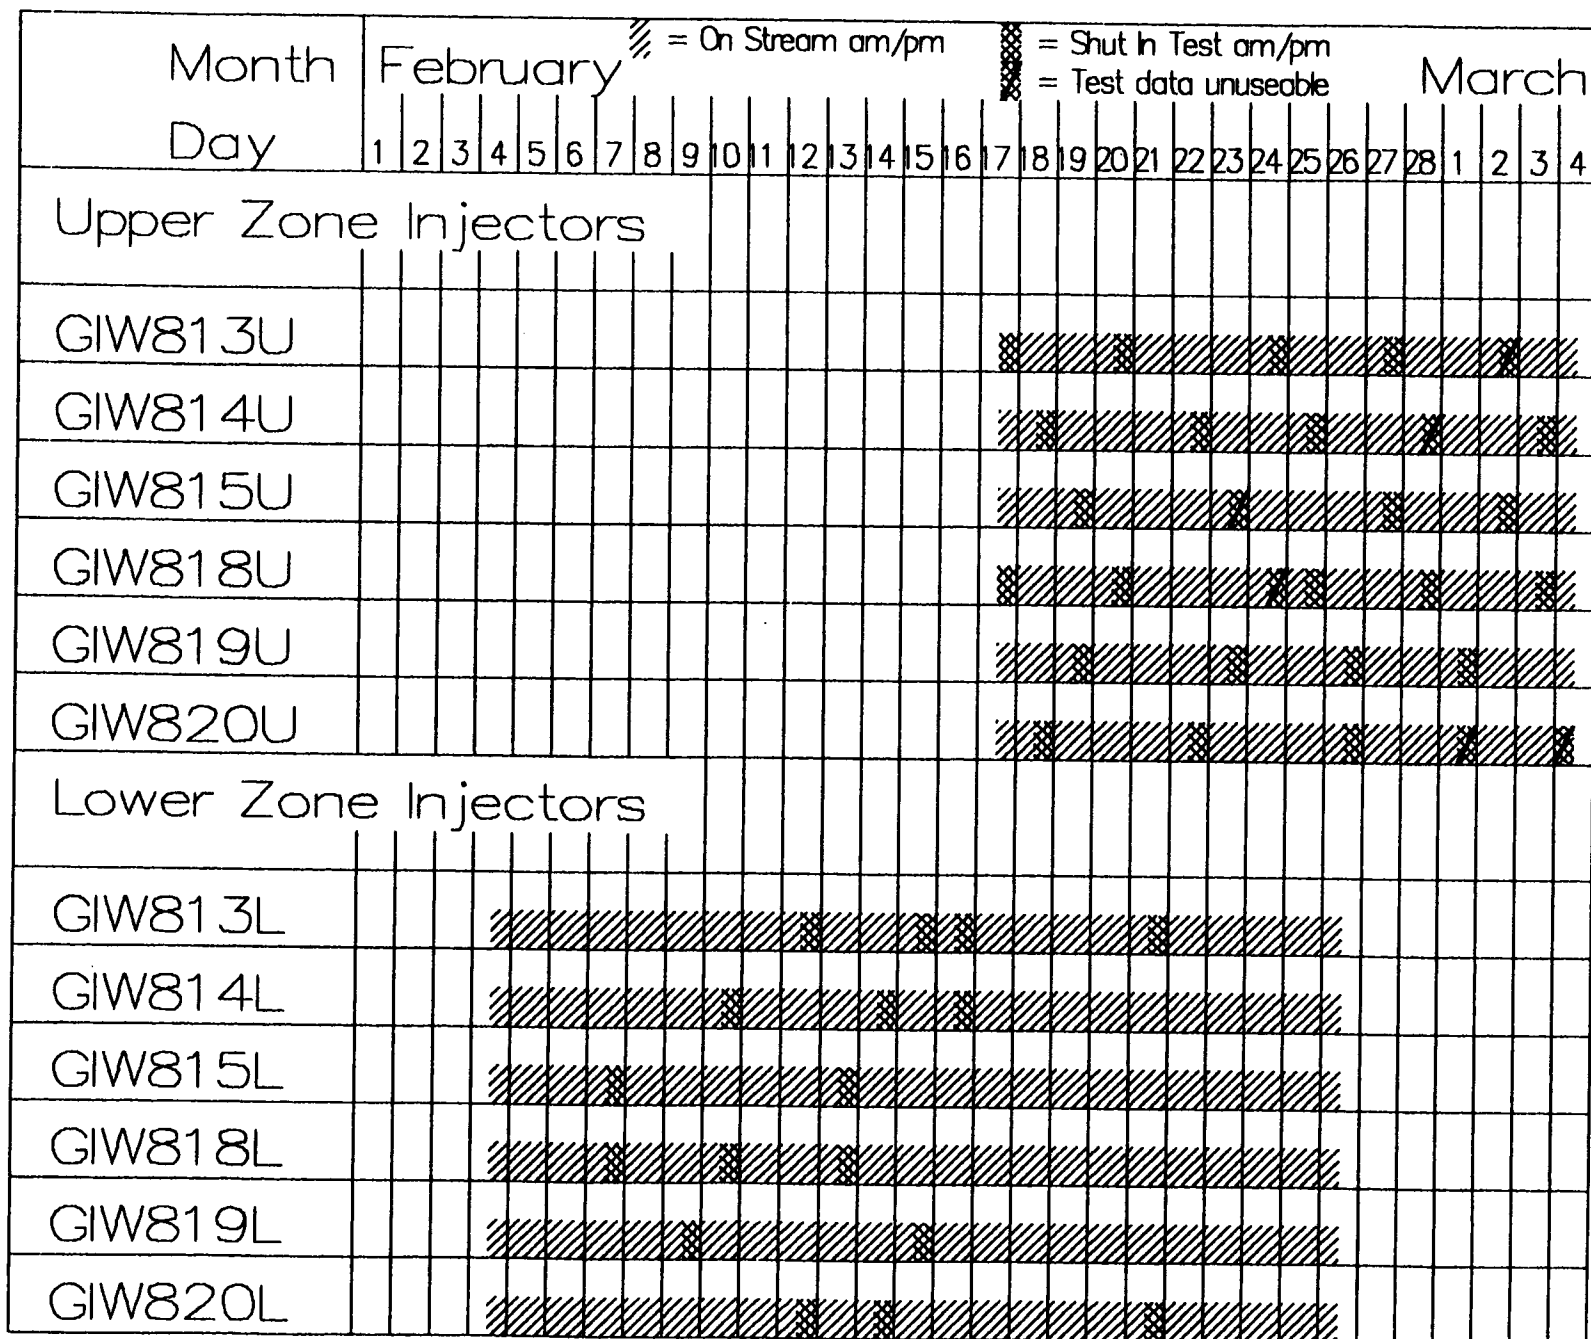 = On Stream am/pm
= Shut In Test am/pm
= Test data unuseable
Month February March
Day 1 2 3 4 5 6 7 8 9 10 11 12 13 14 15 16 17 18 19 20 21 22 23 24 25 26 27 28 1 2 3 4
Upper Zone Injectors
GIW813U
GIW814U
GIW815U
GIW818U
GIW819U
GIW820U
Lower Zone Injectors
GIW813L
GIW814L
GIW815L
GIW818L
GIW819L
GIW820L